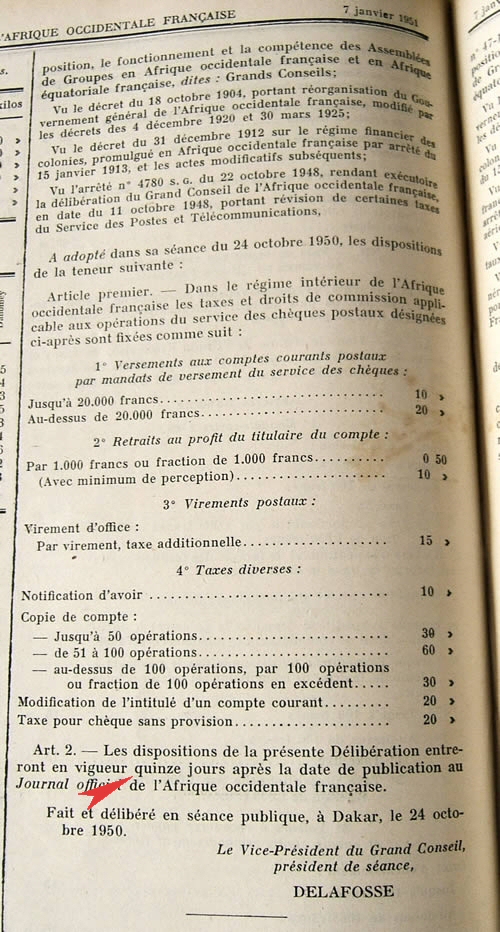 L'AFRIQUE OCCIDENTALE FRANÇAISE
7 janvier 1951
position, le fonctionnement et la compétence des Assemblées
de Groupes en Afrique occidentale française et en Afrique
équatoriale française, dites : Grands Conseils;
Vu le décret du 18 octobre 1904, portant réorganisation du Gou-
vernement général de l'Afrique occidentale française, modifié par
les décrets des 4 décembre 1920 et 30 mars 1925;
Vu le décret du 31 décembre 1912 sur le régime financier des
colonies, promulgué en Afrique occidentale française par arrêté du
15 janvier 1913, et les actes modificatifs subséquents;
Vu l'arrêté n° 4780 S. G. du 22 octobre 1948, rendant exécutoire
la délibération du Grand Conseil de l'Afrique occidentale française,
en date du 11 octobre 1948, portant révision de certaines taxes
du Service des Postes et Télécommunications,
A adopté dans sa séance du 24 octobre 1950, les dispositions
de la teneur suivante :
Article premier. — Dans le régime intérieur de l'Afrique
occidentale française les taxes et droits de commission appli-
cable aux opérations du service des chèques postaux désignées
ci-après sont fixées comme suit :
1° Versements aux comptes courants postaux
par mandats de versement du service des chèques :
Jusqu'à 20.000 francs........................ 10 »
Au-dessus de 20.000 francs.................. 20 »
2° Retraits au profit du titulaire du compte :
Par 1.000 francs ou fraction de 1.000 francs.......... 0 50
(Avec minimum de perception)................ 10 »
3° Virements postaux :
Virement d'office :
Par virement, taxe additionnelle..................... 15 »
4° Taxes diverses :
Notification d'avoir ............................... 10 »
Copie de compte :
— Jusqu'à 50 opérations........................ 30 »
— de 51 à 100 opérations....................... 60 »
— au-dessus de 100 opérations, par 100 opérations
ou fraction de 100 opérations en excédent..... 30 »
Modification de l'intitulé d'un compte courant........ 20 »
Taxe pour chèque sans provision..................... 20 »
Art. 2. — Les dispositions de la présente Délibération entre-
ront en vigueur quinze jours après la date de publication au
Journal officiel de l'Afrique occidentale française.
Fait et délibéré en séance publique, à Dakar, le 24 octo-
bre 1950.
Le Vice-Président du Grand Conseil,
président de séance,
DELAFOSSE